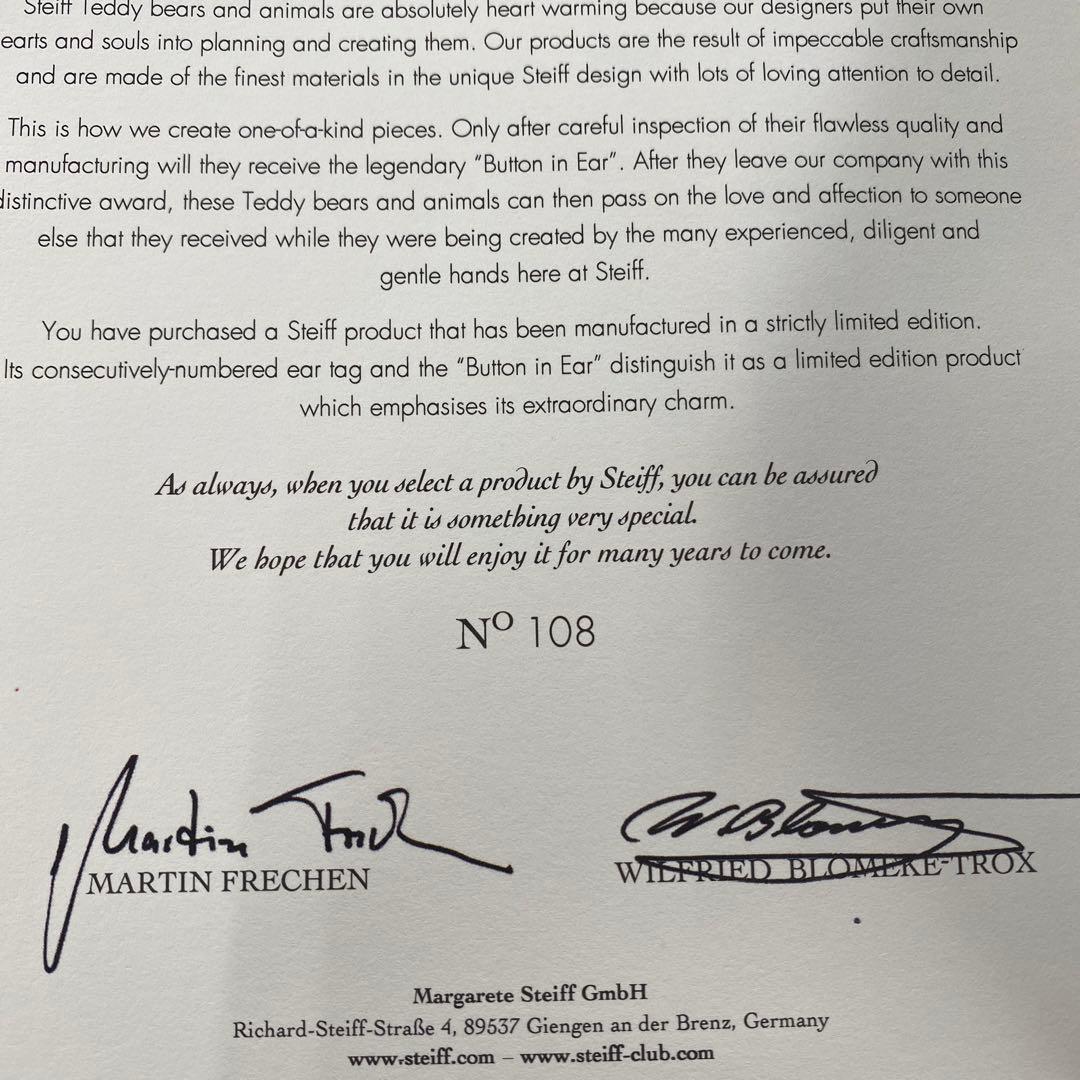 Steiff Teddy bears and animals are absolutely heart warming because our designers put their own
earts and souls into planning and creating them. Our products are the result of impeccable craftsmanship
and are made of the finest materials in the unique Steiff design with lots of loving attention to detail.
This is how we create one-of-a-kind pieces. Only after careful inspection of their flawless quality and
manufacturing will they receive the legendary “Button in Ear”. After they leave our company with this
distinctive award, these Teddy bears and animals can then pass on the love and affection to someone
else that they received while they were being created by the many experienced, diligent and
gentle hands here at Steiff.
You have purchased a Steiff product that has been manufactured in a strictly limited edition.
Its consecutively-numbered ear tag and the “Button in Ear” distinguish it as a limited edition product
which emphasises its extraordinary charm.
As always, when you select a product by Steiff, you can be assured
that it is something very special.
We hope that you will enjoy it for many years to come.
Nº 108
Martin
W Blome
MARTIN FRECHEN
WILFRIED BLOMEKE-TROX
Margarete Steiff GmbH
Richard-Steiff-Straße 4, 89537 Giengen an der Brenz, Germany
www.steiff.com – www.steiff-club.com